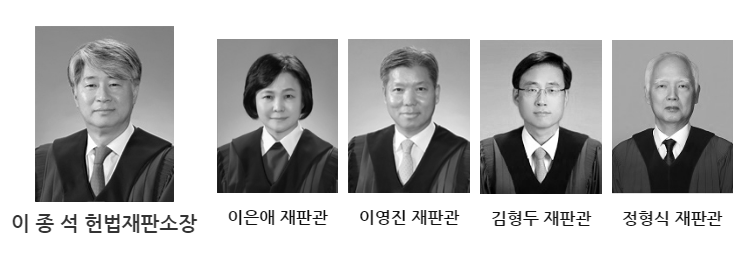 이 종 석 헌법재판소장
이은애 재판관
이영진 재판관
김형두 재판관
정형식 재판관